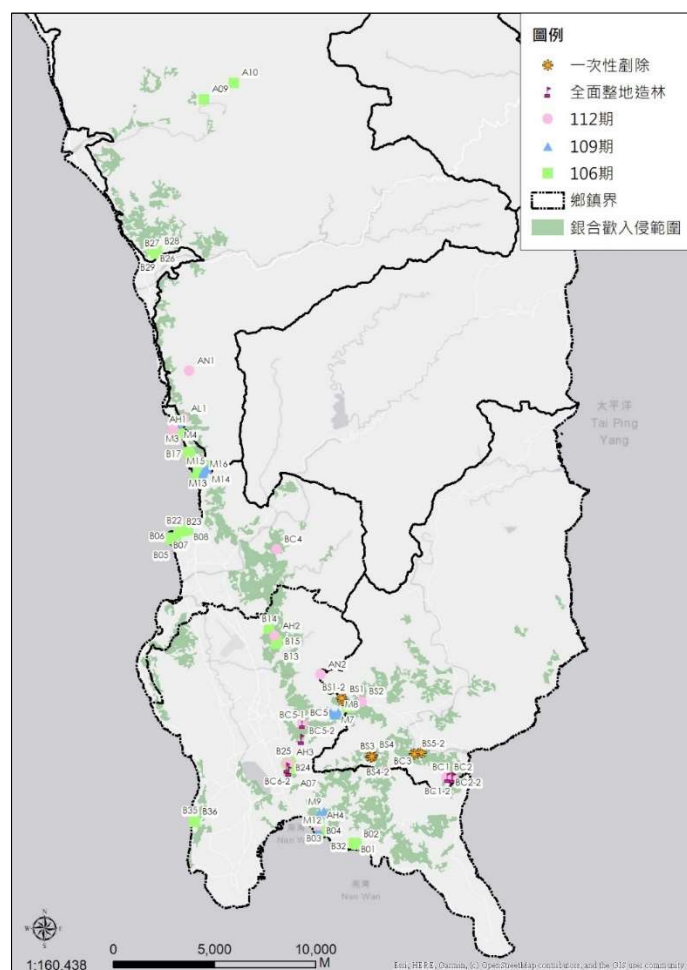 圖例
一次性剷除
全面整地造林
112期
109期
106期
鄉鎮界
銀合歡入侵範圍
A10
A09
B27 B28
B26
B29
AN1
AL1
AH1
M3 M4
B17
M15 M16
M13 M14
太平洋
Tai Ping
Yang
B22 B23
B06 B08
B07
B05
BC4
B14
AH2
B15
B13
AN2
BS1-2 BS1 BS2
M8
BC5-1 BC5
M7
BC5-2
B25 AH3
BS3 BS4 BS5-2
BC3
B24
BS4-2
BC1 BC2
BC6-2 A07
BC1-2 BC2-2
B35 B36
M9
AH4
M12
B04 B02
Nan Wan
B03
B32 B01
南灣
Nan Wan
N
W E
S
0 5,000 10,000
M
1:160,438
Esri, HERE, Garmin, (c) OpenStreetMap contributors, and the GIS user community